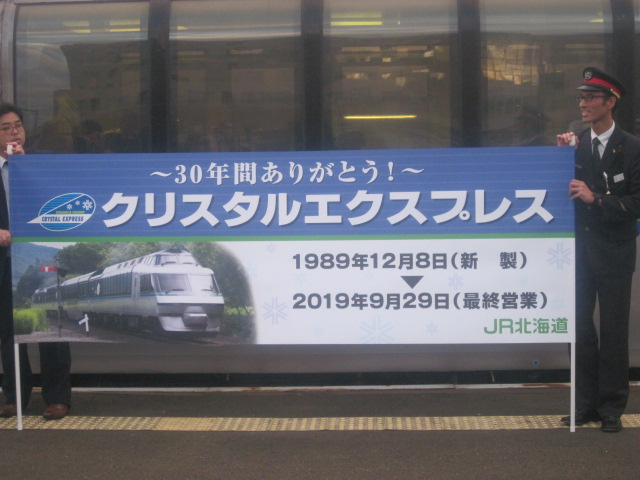 ～30年間ありがとう！～
CRYSTAL EXPRESS
クリスタルエクスプレス
1989年12月8日(新　製)
▼
2019年9月29日(最終営業)
JR北海道